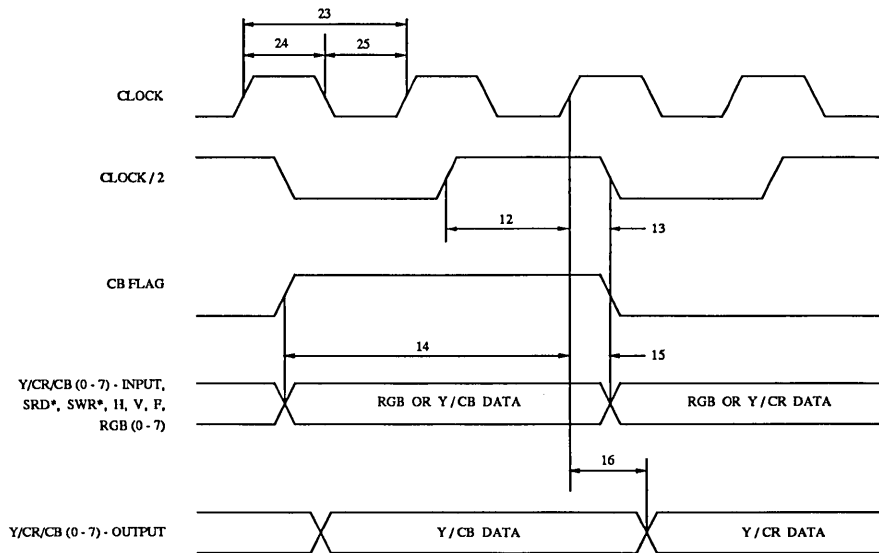 23
24 25
CLOCK
CLOCK / 2
12 13
CB FLAG
14 15
Y/CR/CB (0 - 7) - INPUT,
SRD*, SWR*, H, V, F,
RGB (0 - 7)
RGB OR Y / CB DATA RGB OR Y / CR DATA
16
Y/CR/CB (0 - 7) - OUTPUT Y / CB DATA Y / CR DATA